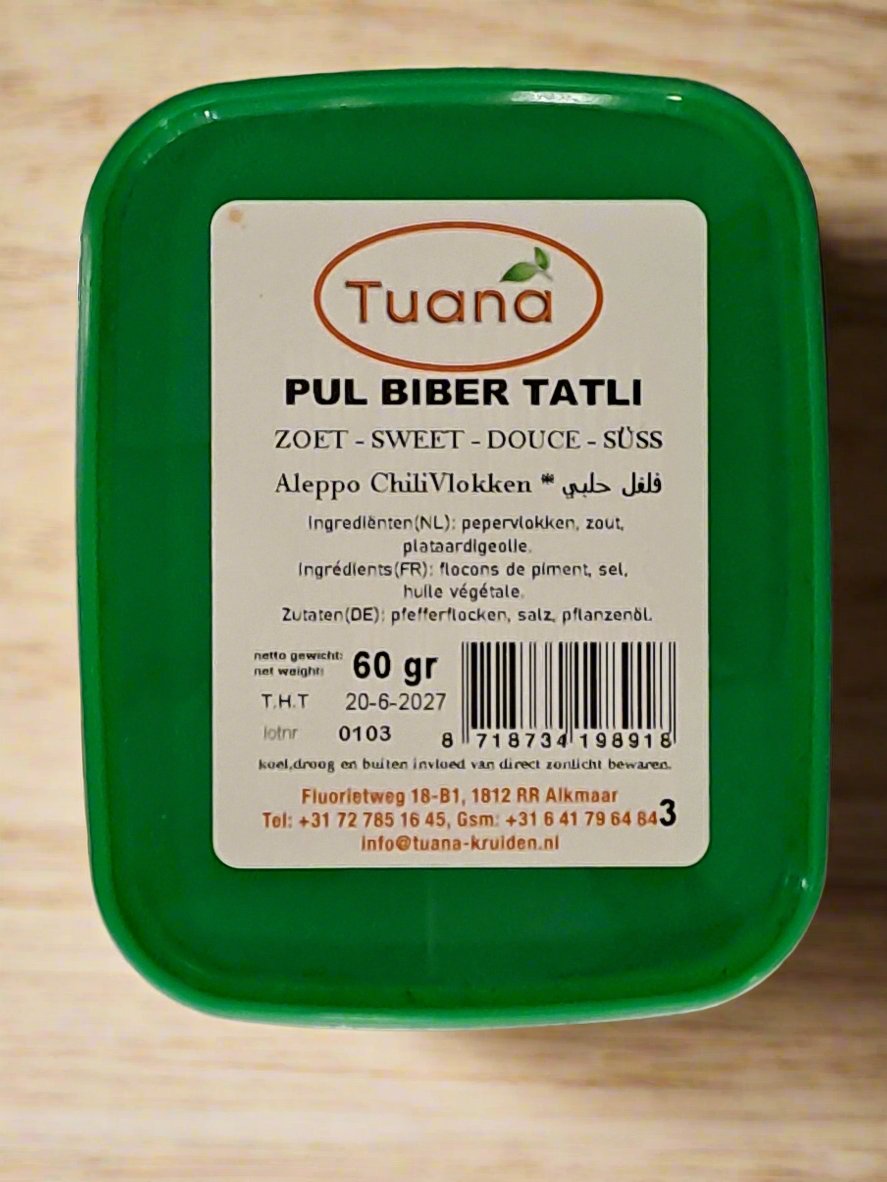 Tuana
PUL BIBER TATLI
ZOET - SWEET - DOUCE - SÜSS
Aleppo ChiliVlokken * فلفل حلبي
Ingrediënten(NL): pepervlokken, zout,
plataardigeolie.
Ingrédients(FR): flocons de piment, sel,
huile végétale.
Zutaten(DE): pfefferflocken, salz, pflanzenöl.
netto gewicht:
net weight: 60 gr
T.H.T 20-6-2027
lotnr 0103
8 718734 198918
koel,droog en buiten invloed van direct zonlicht bewaren.
Fluorietweg 18-B1, 1812 RR Alkmaar
Tel: +31 72 785 16 45, Gsm: +31 6 41 79 64 84 3
info@tuana-kruiden.nl